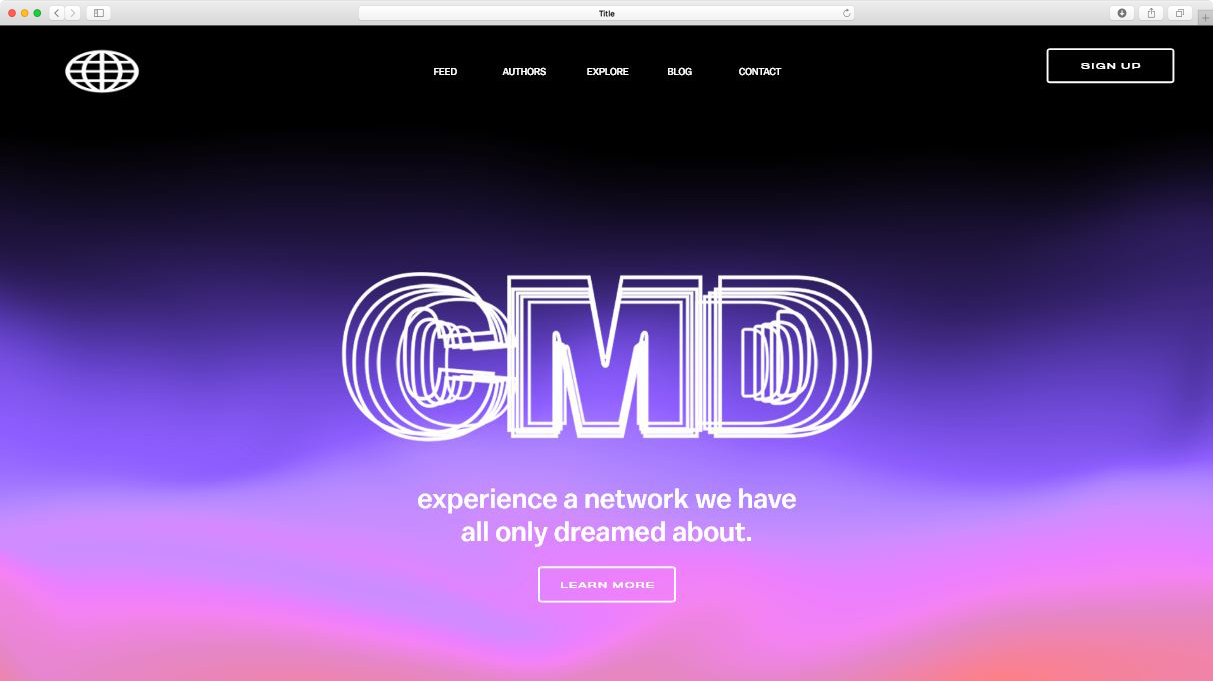 Title
FEED AUTHORS EXPLORE BLOG CONTACT SIGN UP
CMD
experience a network we have
all only dreamed about.
LEARN MORE